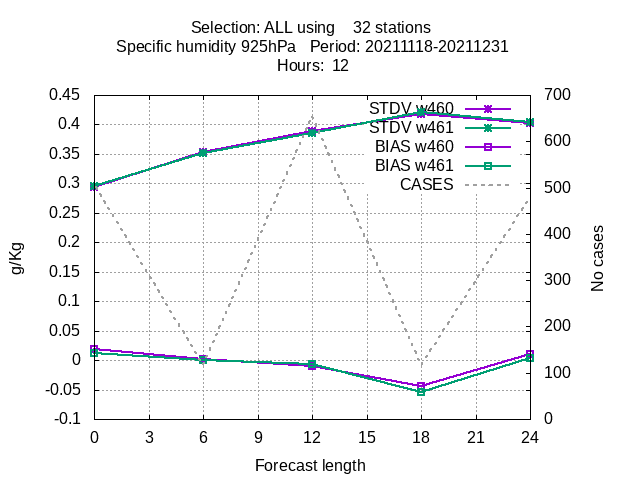 Selection: ALL using    32 stations
Specific humidity 925hPa   Period: 20211118-20211231
Hours:  12
0.45
0.4
0.35
0.3
0.25
0.2
0.15
0.1
0.05
0
-0.05
-0.1
g/Kg
STDV w460
STDV w461
BIAS w460
BIAS w461
CASES
700
600
500
400
300
200
100
0
No cases
0 3 6 9 12 15 18 21 24
Forecast length